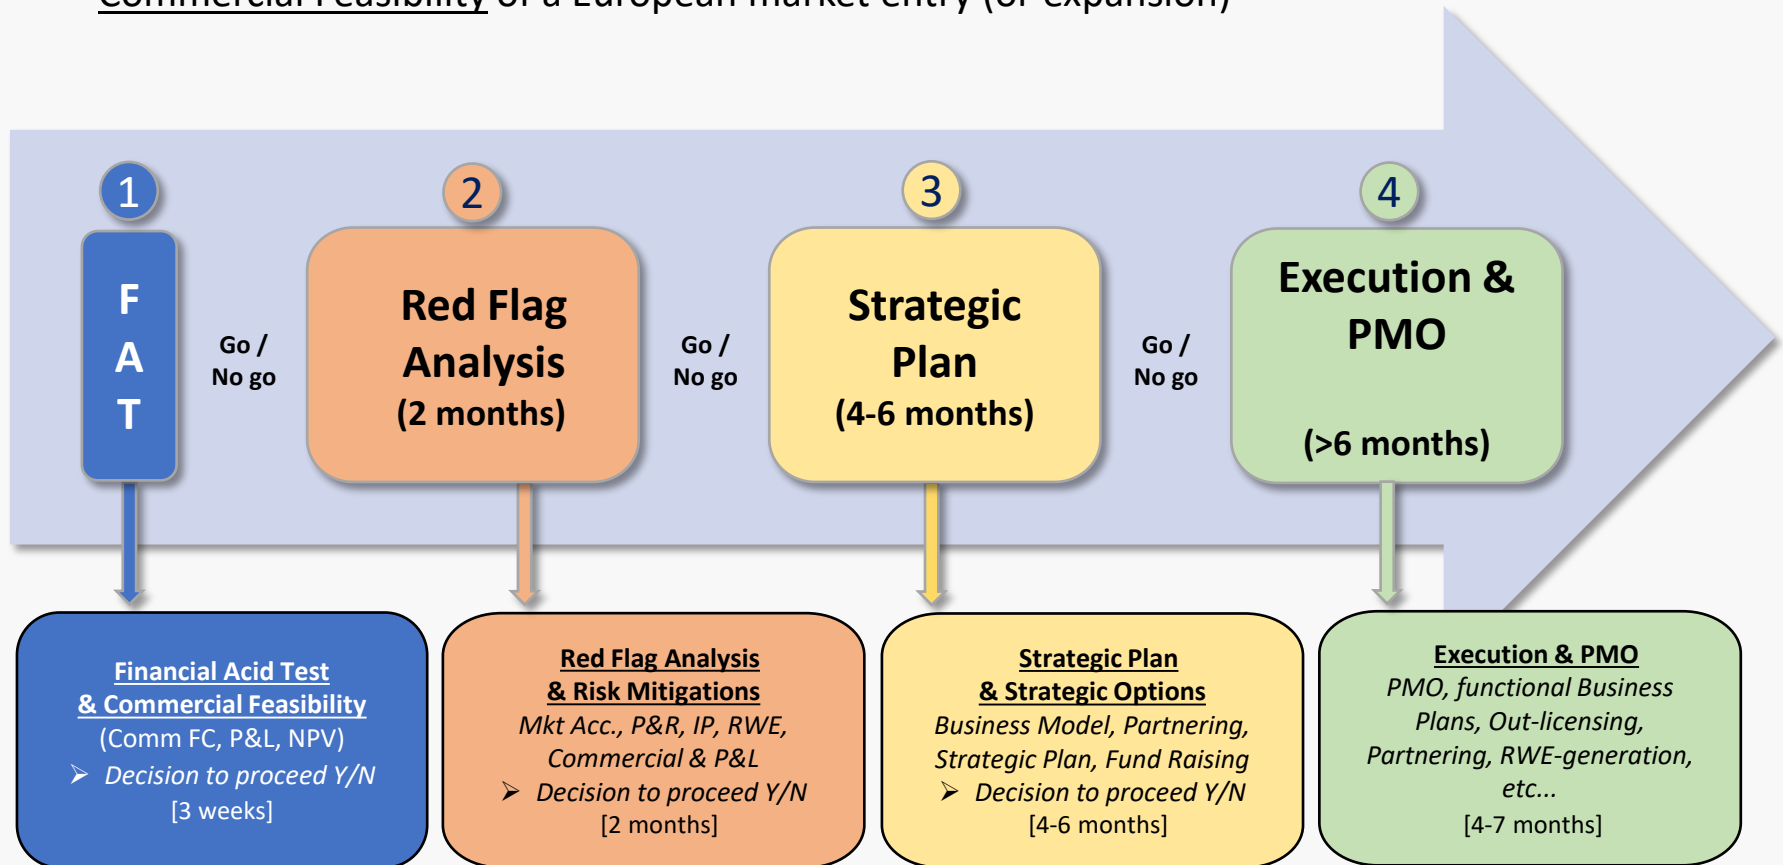 Commercial Feasibility of a European market entry (or expansion)
1
2
3
4
F
A
T
Go /
No go
Red Flag
Analysis
(2 months)
Go /
No go
Strategic
Plan
(4-6 months)
Go /
No go
Execution &
PMO
(>6 months)
Financial Acid Test
& Commercial Feasibility
(Comm FC, P&L, NPV)
➢ Decision to proceed Y/N
[3 weeks]
Red Flag Analysis
& Risk Mitigations
Mkt Acc., P&R, IP, RWE,
Commercial & P&L
➢ Decision to proceed Y/N
[2 months]
Strategic Plan
& Strategic Options
Business Model, Partnering,
Strategic Plan, Fund Raising
➢ Decision to proceed Y/N
[4-6 months]
Execution & PMO
PMO, functional Business
Plans, Out-licensing,
Partnering, RWE-generation,
etc...
[4-7 months]